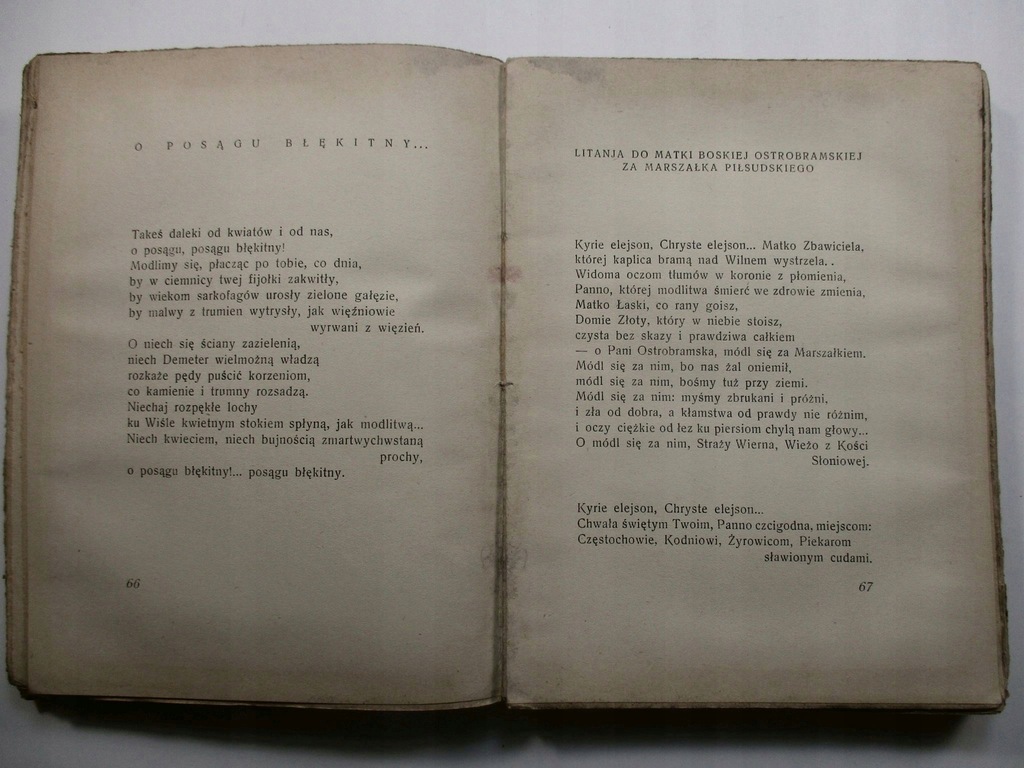 O POSĄGU BŁĘKITNY...
Takeś daleki od kwiatów i od nas,
o posągu, posągu błękitny!
Modlimy się, płacząc po tobie, co dnia,
by w ciemnicy twej fijołki zakwitły,
by wiekom sarkofagów urosły zielone gałęzie,
by malwy z trumien wytrysły, jak więźniowie
wyrwani z więzień.
O niech się ściany zazielenią,
niech Demeter wielmożną władzą
rozkaże pędy puścić korzeniom,
co kamienie i trumny rozsadzą.
Niechaj rozpękłe lochy
ku Wiśle kwietnym stokiem spłyną, jak modlitwą...
Niech kwieciem, niech bujnością zmartwychwstaną
prochy,
o posągu błękitny!... posągu błękitny.
66
LITANJA DO MATKI BOSKIEJ OSTROBRAMSKIEJ
ZA MARSZAŁKA PIŁSUDSKIEGO
Kyrie elejson, Chryste elejson... Matko Zbawiciela,
której kaplica bramą nad Wilnem wystrzela. .
Widoma oczom tłumów w koronie z płomienia,
Panno, której modlitwa śmierć we zdrowie zmienia,
Matko Łaski, co rany goisz,
Domie Złoty, który w niebie stoisz,
czysta bez skazy i prawdziwa całkiem
— o Pani Ostrobramska, módl się za Marszałkiem.
Módl się za nim, bo nas żal oniemił,
módl się za nim, bośmy tuż przy ziemi.
Módl się za nim: myśmy zbrukani i próżni,
i zła od dobra, a kłamstwa od prawdy nie różnim,
i oczy ciężkie od łez ku piersiom chylą nam głowy...
O módl się za nim, Straży Wierna, Wieżo z Kości
Słoniowej.
Kyrie elejson, Chryste elejson...
Chwała świętym Twoim, Panno czcigodna, miejscom:
Częstochowie, Kodniowi, Żyrowicom, Piekarom
sławionym cudami.
67